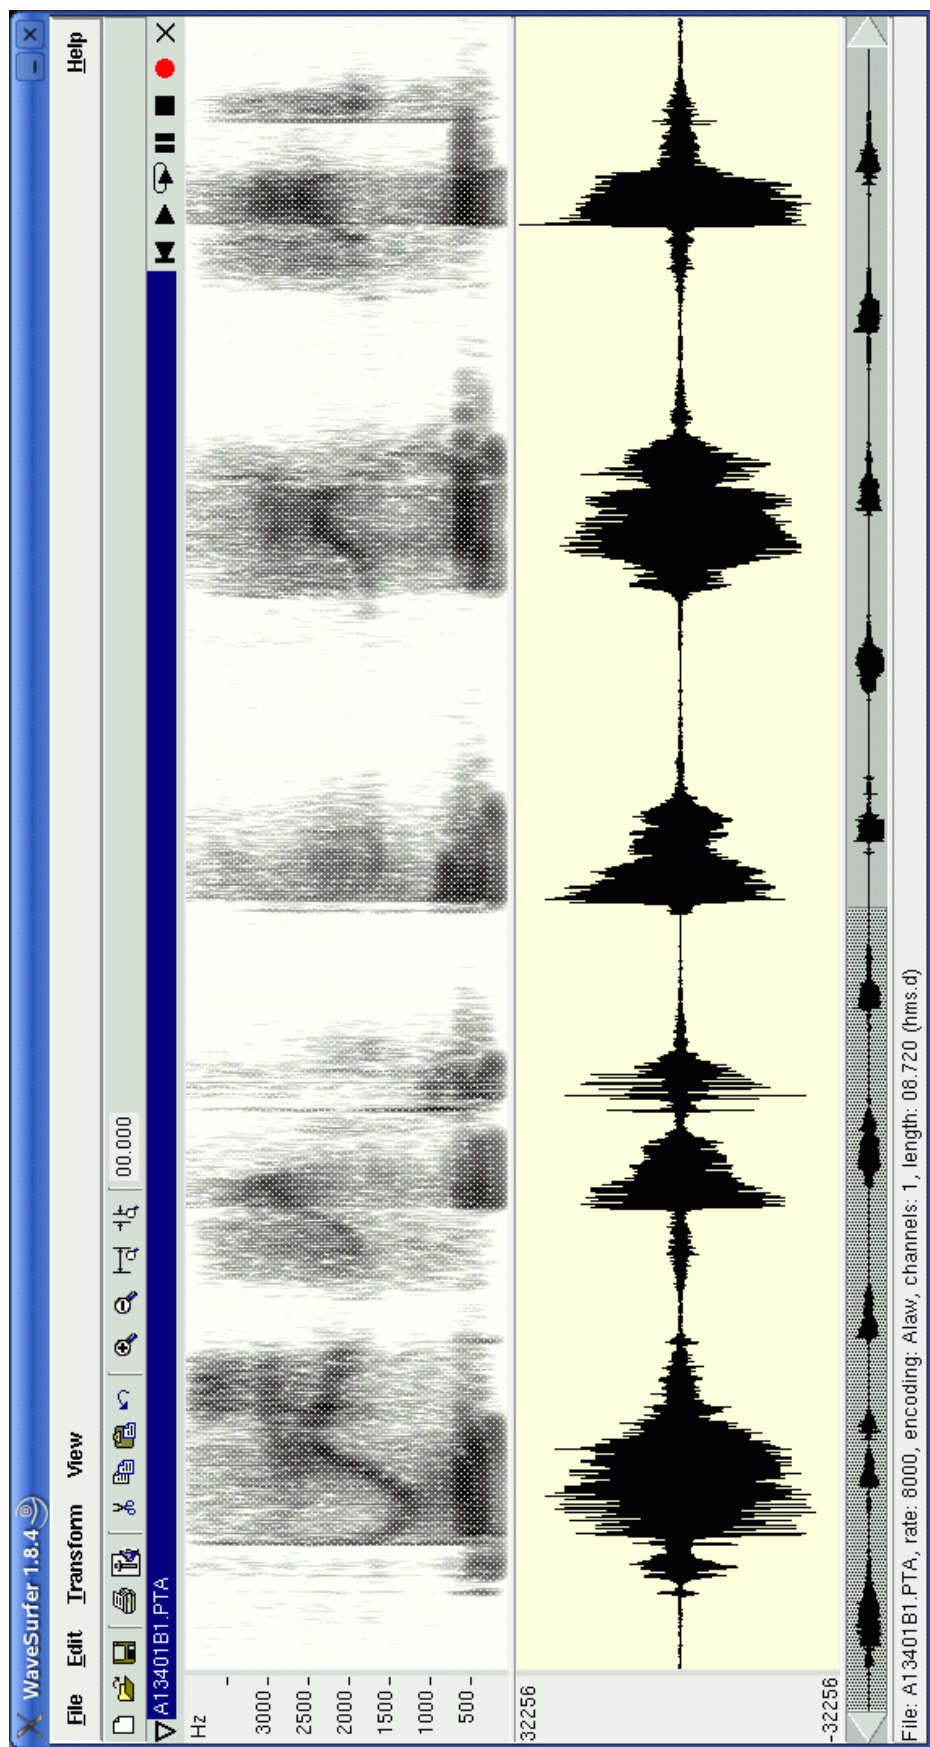 WaveSurfer 1.8.4
File Edit Transform View Help
00.000
A13401B1.PTA
Hz
3000
2500
2000
1500
1000
500
32256
-32256
File: A13401B1.PTA, rate: 8000, encoding: Alaw, channels: 1, length: 08.720 (hms.d)